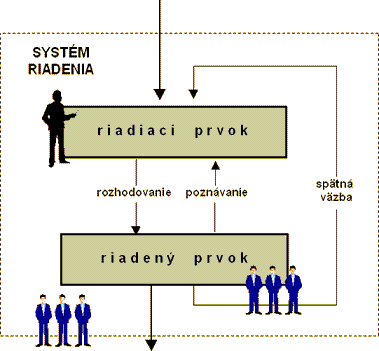 SYSTÉM
RIADENIA
riadiaci prvok
rozhodovanie
poznávanie
spätná
väzba
riadený prvok